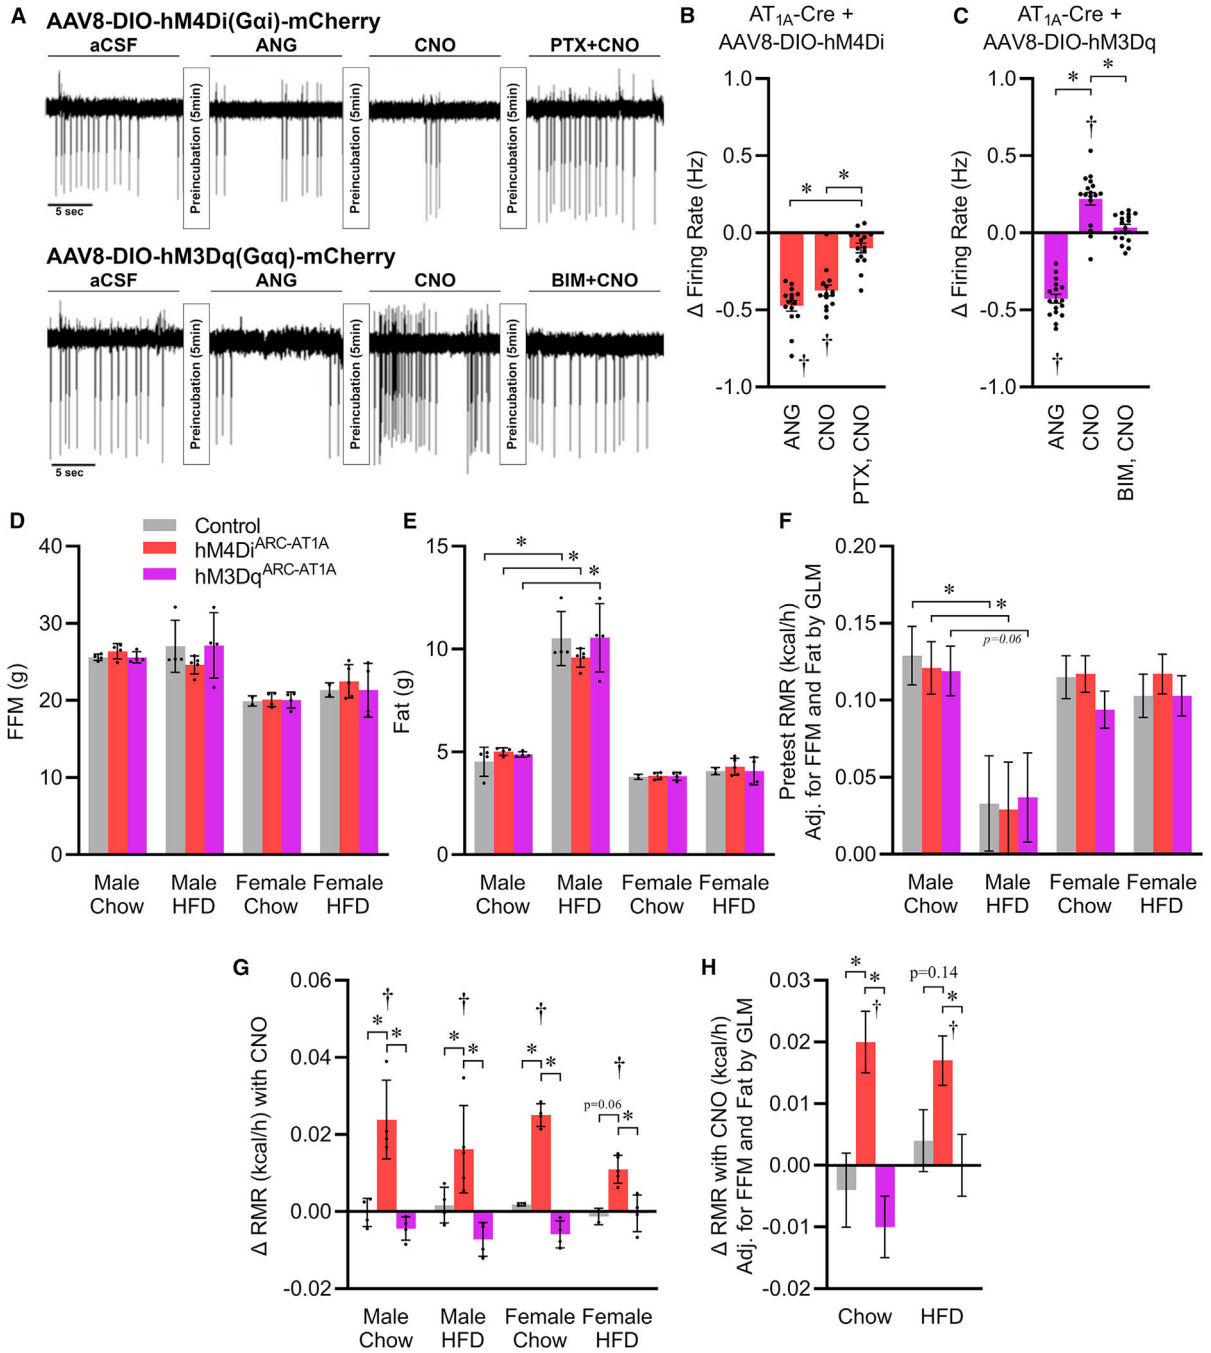 A
AAV8-DIO-hM4Di(Gαi)-mCherry
aCSF ANG CNO PTX+CNO
Preincubation (5min)
Preincubation (5min)
Preincubation (5min)
5 sec
AAV8-DIO-hM3Dq(Gαq)-mCherry
aCSF ANG CNO BIM+CNO
Preincubation (5min)
Preincubation (5min)
Preincubation (5min)
5 sec
B
AT1A-Cre +
AAV8-DIO-hM4Di
Δ Firing Rate (Hz)
1.0
0.5
0.0
-0.5
-1.0
* *
† †
ANG
CNO
PTX, CNO
C
AT1A-Cre +
AAV8-DIO-hM3Dq
Δ Firing Rate (Hz)
1.0
0.5
0.0
-0.5
-1.0
* *
†
†
ANG
CNO
BIM, CNO
D
Control
hM4DiARC-AT1A
hM3DqARC-AT1A
FFM (g)
40
30
20
10
0
Male Male Female Female
Chow HFD Chow HFD
E
Fat (g)
15
10
5
0
*
*
*
Male Male Female Female
Chow HFD Chow HFD
F
Pretest RMR (kcal/h)
Adj. for FFM and Fat by GLM
0.20
0.15
0.10
0.05
0.00
*
*
p=0.06
Male Male Female Female
Chow HFD Chow HFD
G
Δ RMR (kcal/h) with CNO
0.06
0.04
0.02
0.00
-0.02
† † † †
* * * * * * p=0.06 *
Male Male Female Female
Chow HFD Chow HFD
H
Δ RMR with CNO (kcal/h)
Adj. for FFM and Fat by GLM
0.03
0.02
0.01
0.00
-0.01
-0.02
* * †
p=0.14 * †
Chow HFD